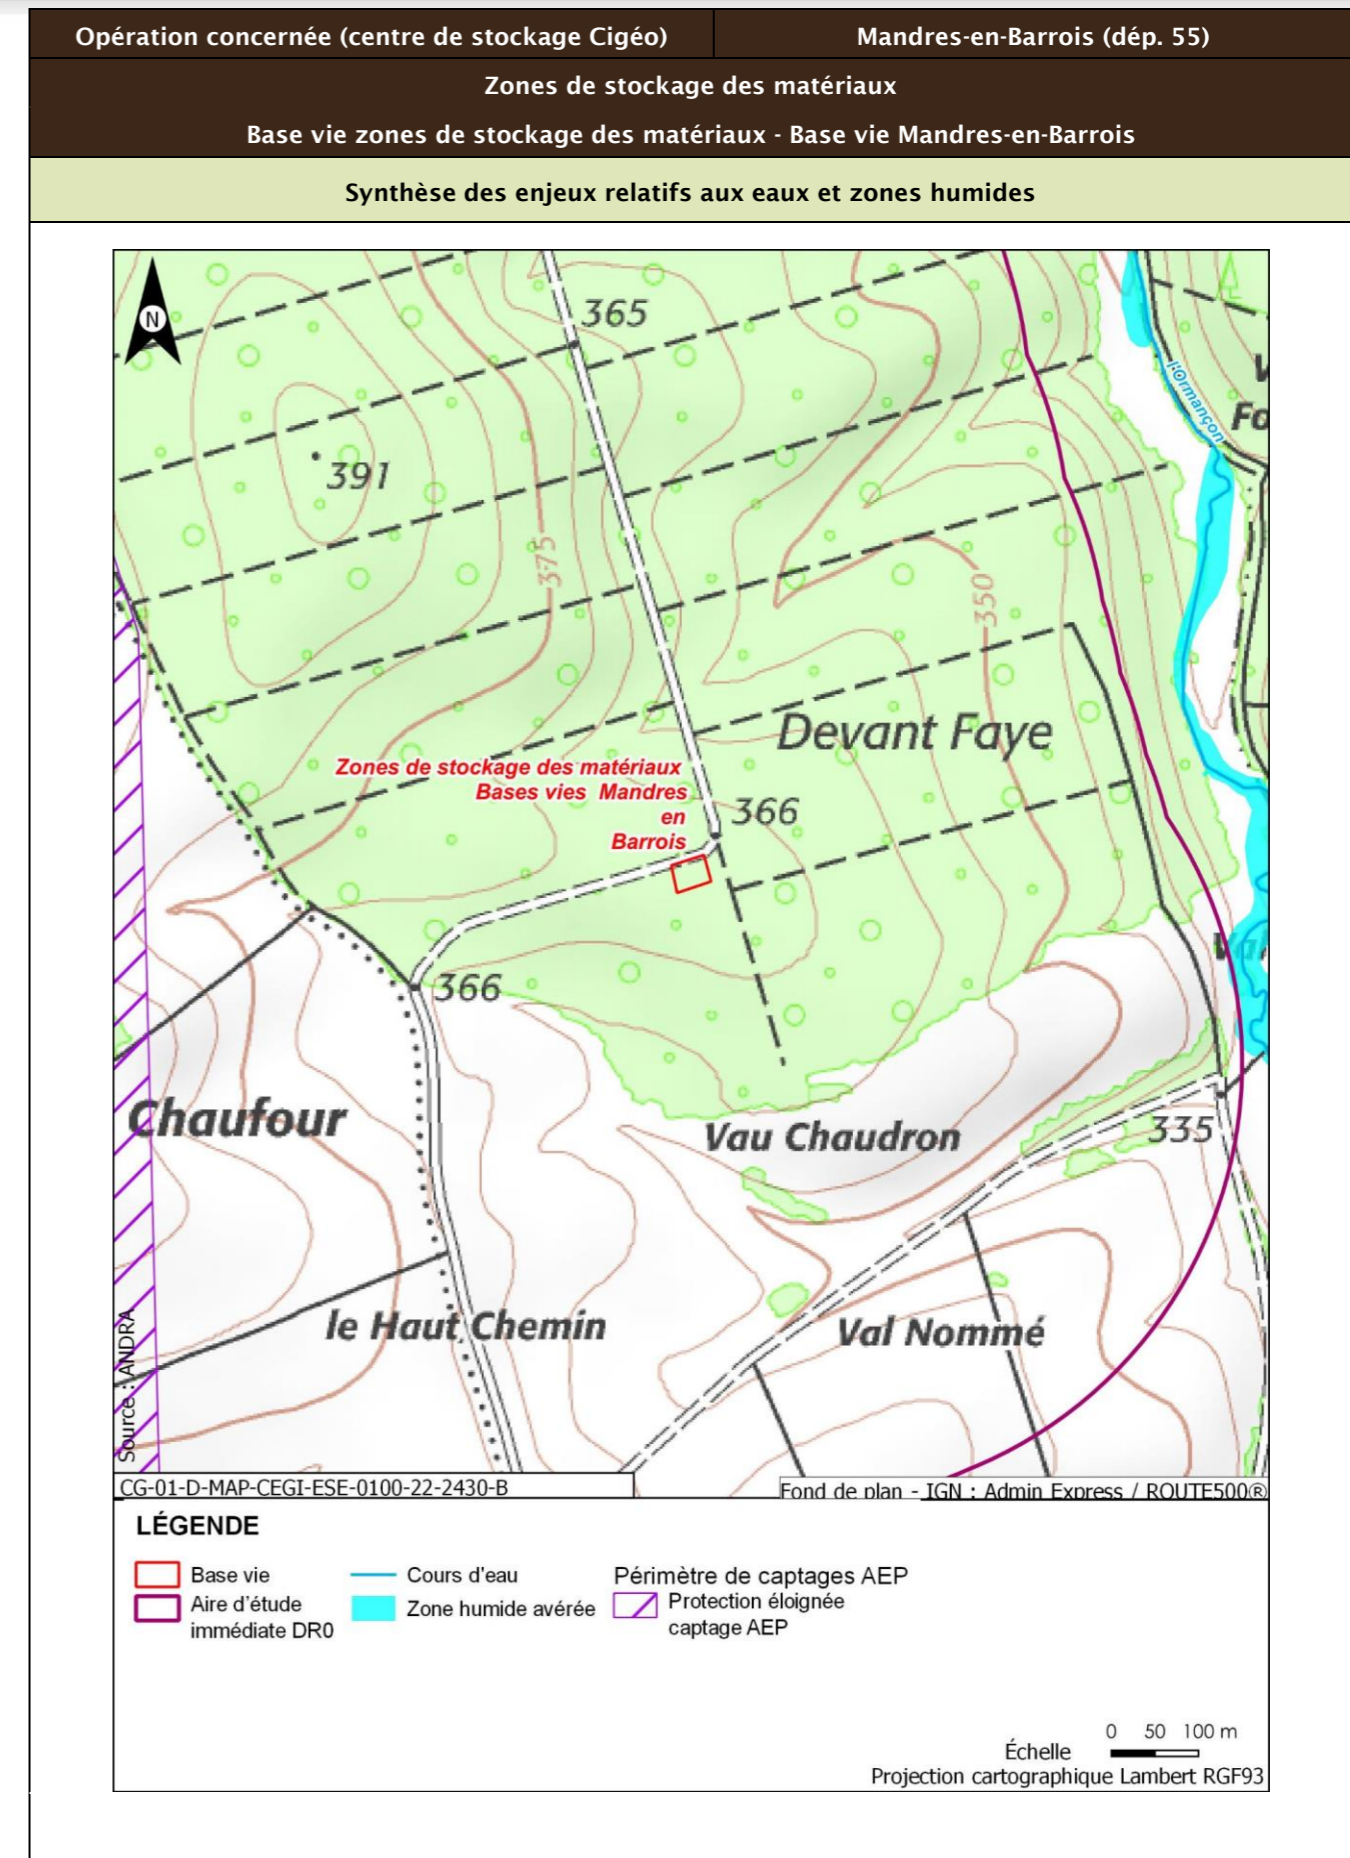 Opération concernée (centre de stockage Cigéo)
Mandres-en-Barrois (dép. 55)
Zones de stockage des matériaux
Base vie zones de stockage des matériaux - Base vie Mandres-en-Barrois
Synthèse des enjeux relatifs aux eaux et zones humides
N
365
l'Ormançon
Fo
391
375
350
Devant Faye
Zones de stockage des matériaux
Bases vies Mandres
en
Barrois
366
Val
366
Chaufour
Vau Chaudron
335
le Haut Chemin
Val Nommé
Source : ANDRA
CG-01-D-MAP-CEGI-ESE-0100-22-2430-B
Fond de plan - IGN : Admin Express / ROUTE500®
LÉGENDE
Base vie
Aire d'étude
immédiate DR0
Cours d'eau
Zone humide avérée
Périmètre de captages AEP
Protection éloignée
captage AEP
0 50 100 m
Échelle
Projection cartographique Lambert RGF93